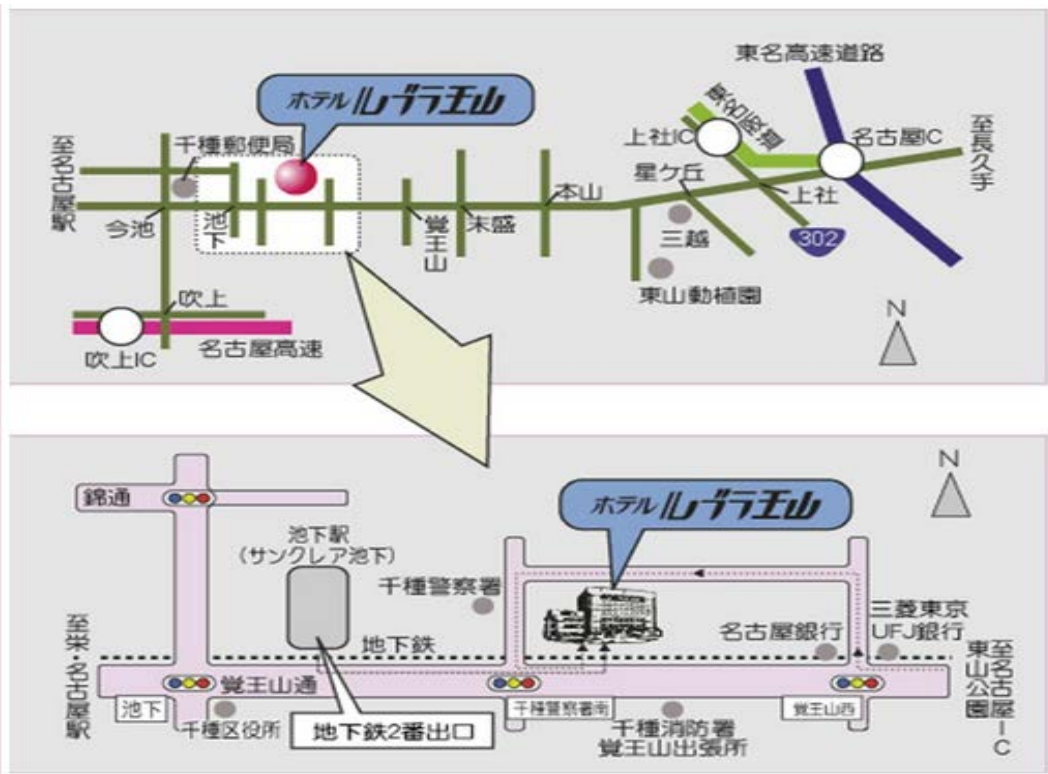 東名高速道路
ホテルルブラ王山
東名阪道
上社IC
名古屋IC
至長久手
至名古屋駅
千種郵便局
星ケ丘
上社
本山
今池
池下
覚王山
末盛
三越
302
東山動植園
吹上
N
名古屋高速
吹上IC
N
錦通
ホテルルブラ王山
池下駅
(サンクレア池下)
千種警察署
三菱東京
UFJ銀行
名古屋銀行
地下鉄
至栄・名古屋駅
至名古屋IC
東山公園
覚王山通
池下
千種警察署南
覚王山西
千種区役所
地下鉄2番出口
千種消防署
覚王山出張所